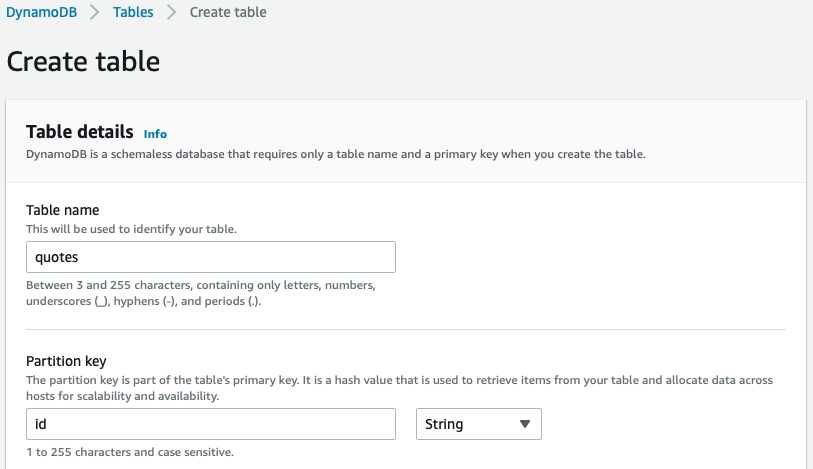 DynamoDB > Tables > Create table
Create table
Table details Info
DynamoDB is a schemaless database that requires only a table name and a primary key when you create the table.
Table name
This will be used to identify your table.
quotes
Between 3 and 255 characters, containing only letters, numbers,
underscores (_), hyphens (-), and periods (.).
Partition key
The partition key is part of the table's primary key. It is a hash value that is used to retrieve items from your table and allocate data across
hosts for scalability and availability.
id String
1 to 255 characters and case sensitive.